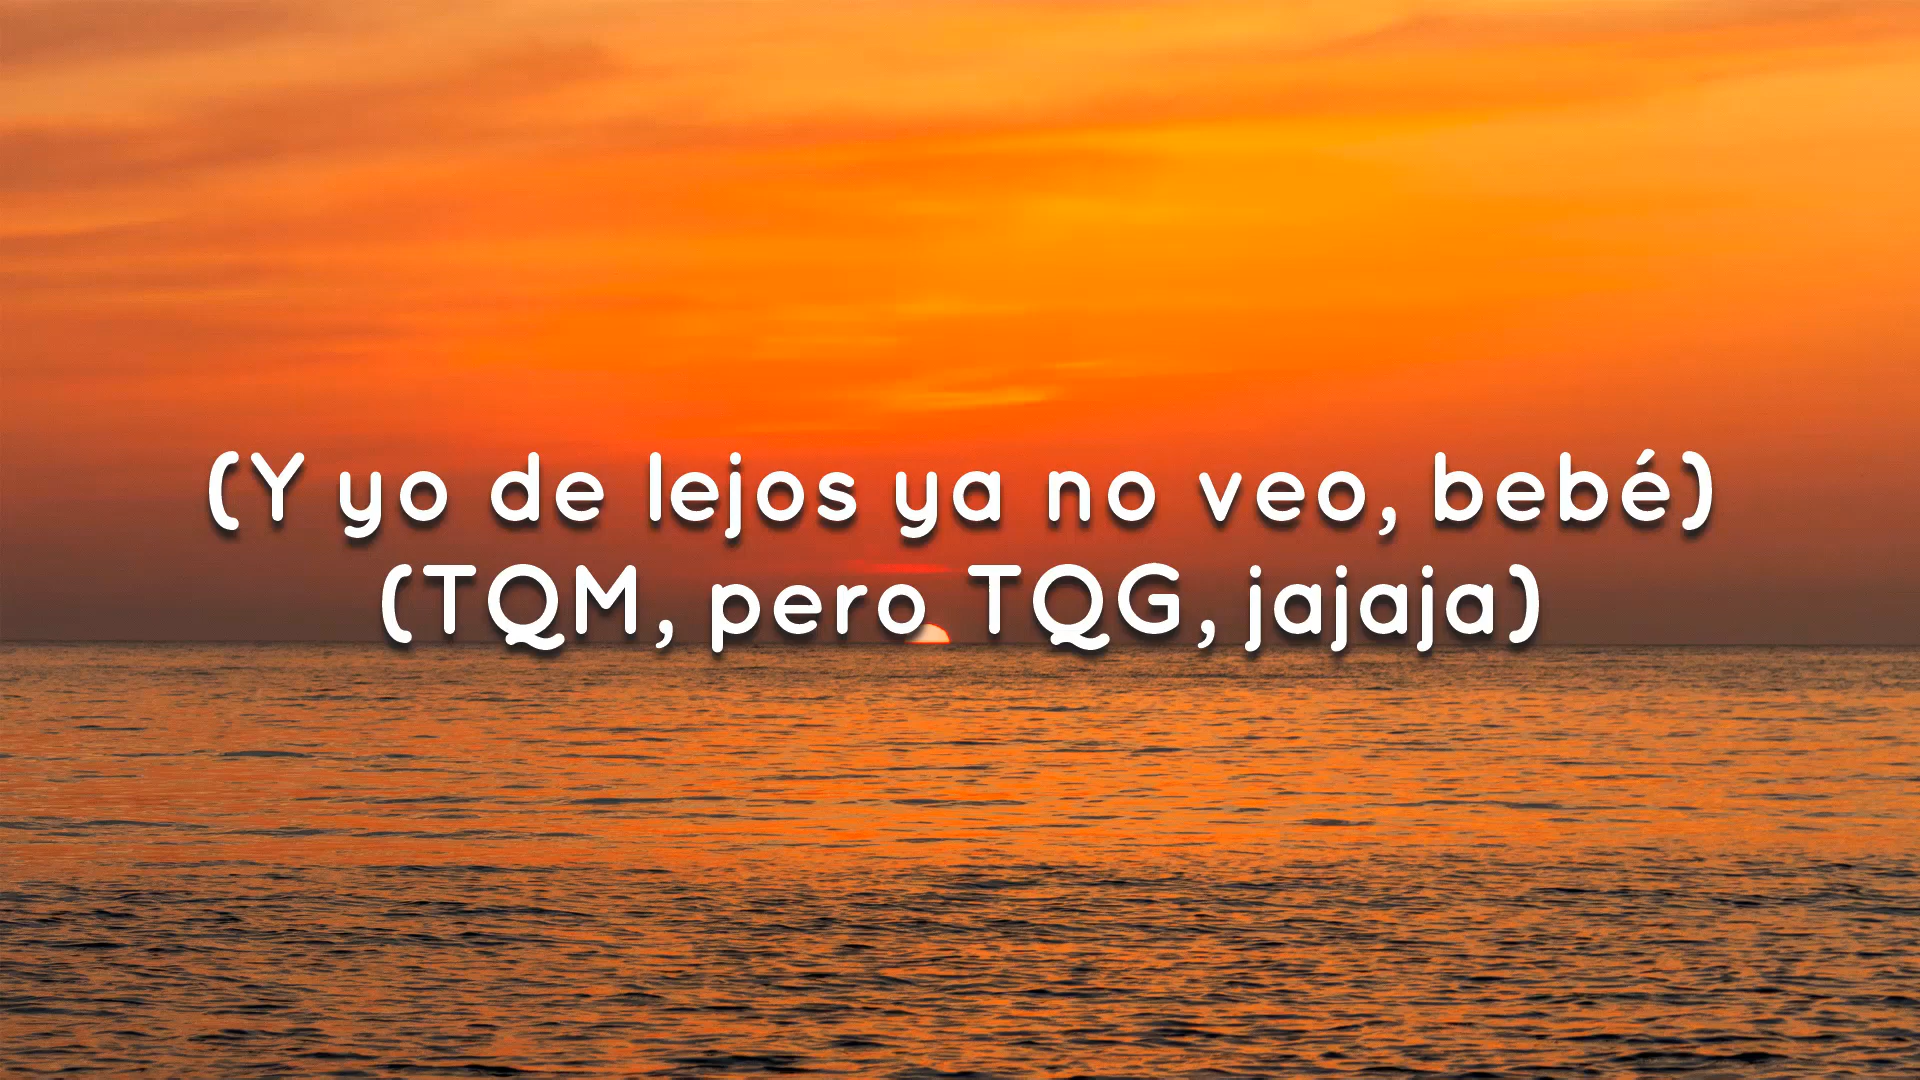 (Y yo de lejos ya no veo, bebé)
(TQM, pero TQG, jajaja)